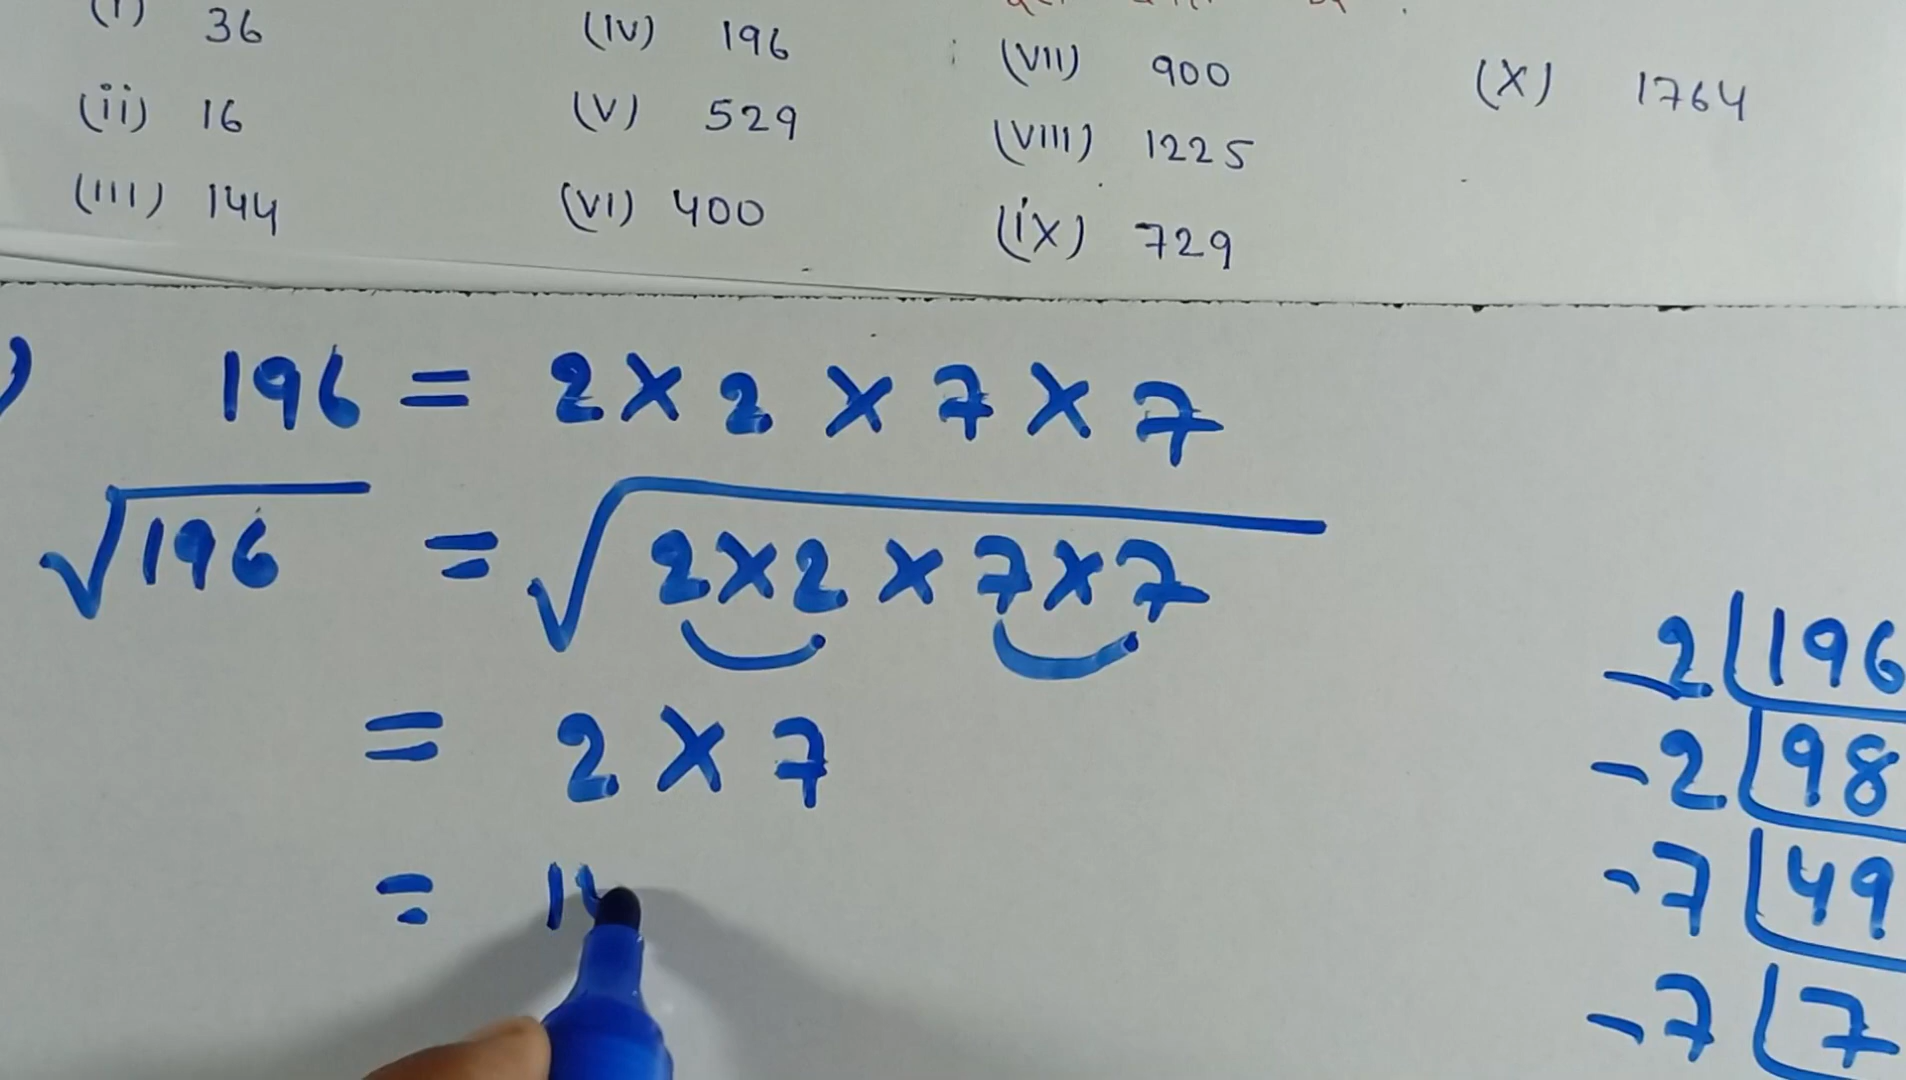 (i) 36 (IV) 196 (VII) 900 (X) 1764
(ii) 16 (V) 529 (VIII) 1225
(III) 144 (VI) 400 (ix) 729
) 196 = 2 × 2 × 7 × 7
√196 = √2×2 × 7×7
= 2 × 7
= 14
2 196
2 98
7 49
7 7